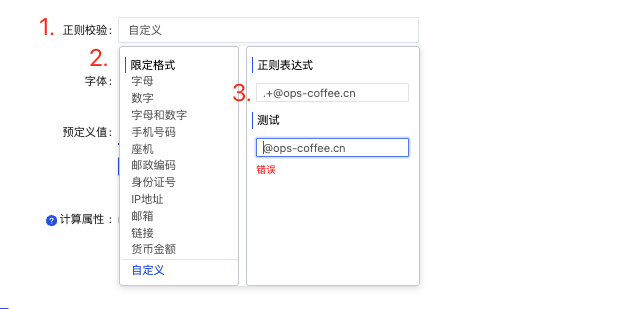 1. 正则校验: 自定义
2.
限定格式
字体:
字母
数字
字母和数字
预定义值:
手机号码
座机
邮政编码
身份证号
IP地址
? 计算属性:
邮箱
链接
货币金额
自定义
正则表达式
3. .+@ops-coffee.cn
测试
@ops-coffee.cn
错误